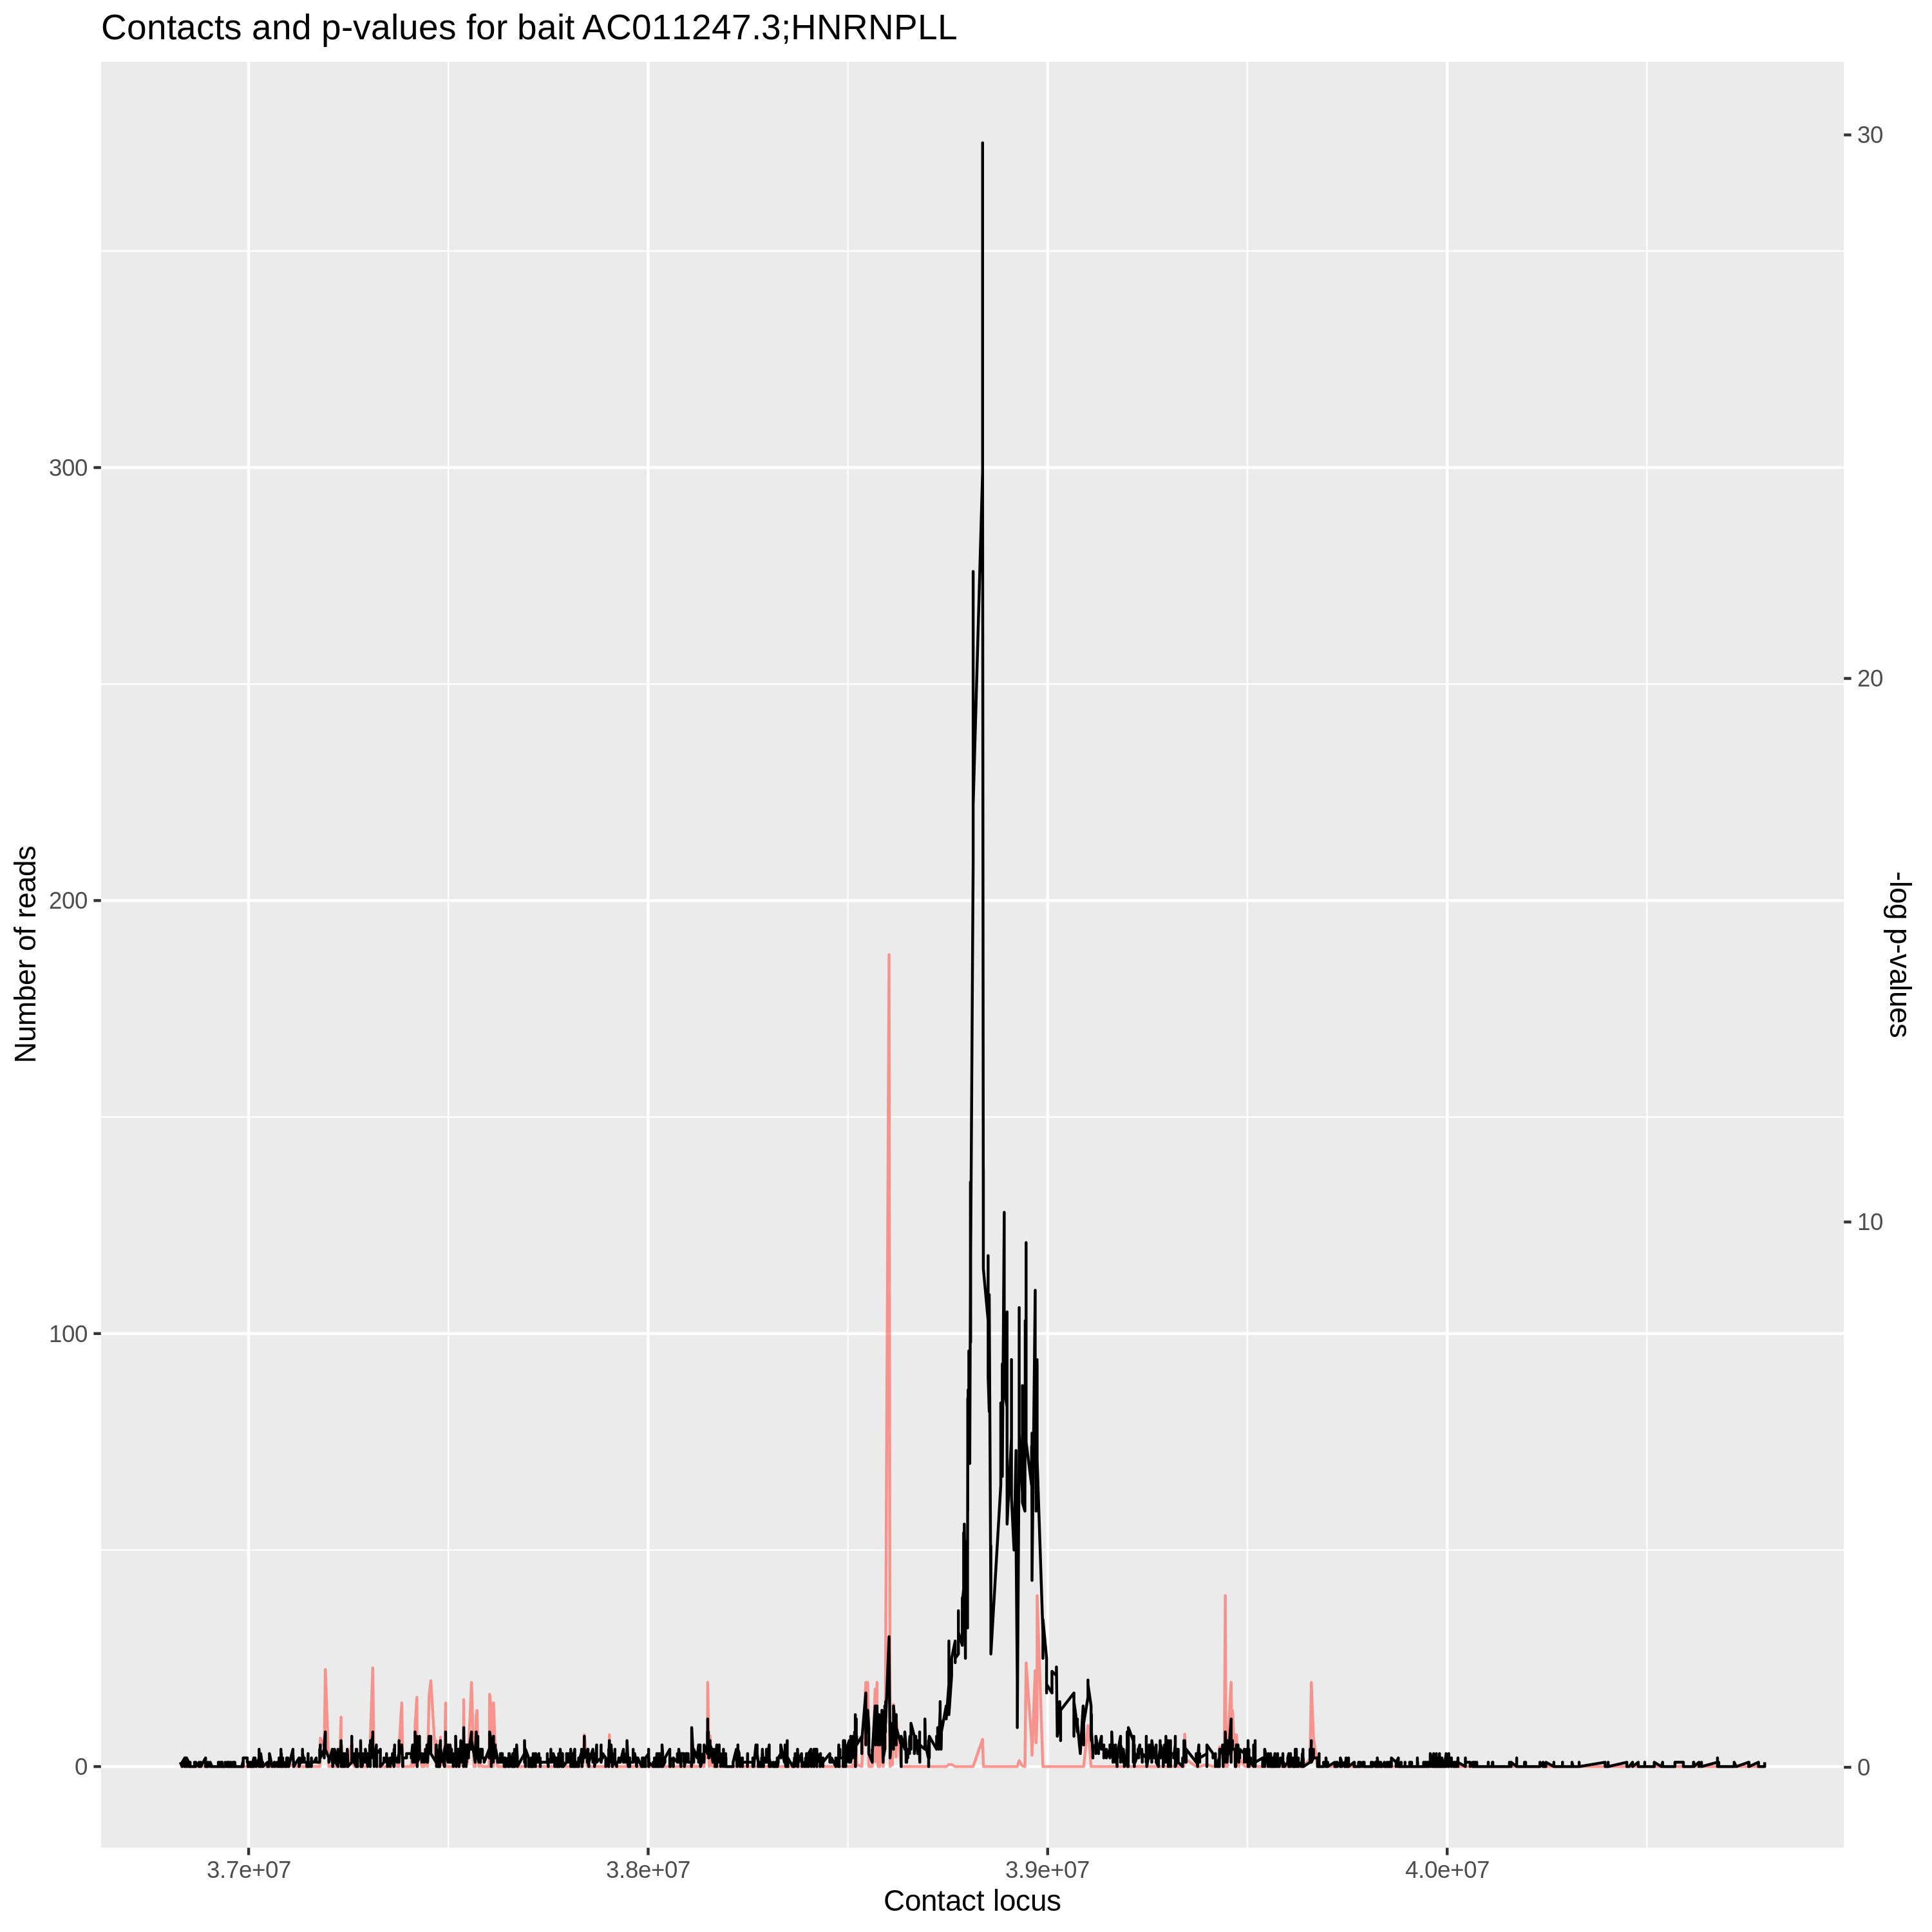 Contacts and p-values for bait AC011247.3;HNRNPLL
30
300
20
200
Number of reads
-log p-values
10
100
0
0
3.7e+07
3.8e+07
3.9e+07
4.0e+07
Contact locus